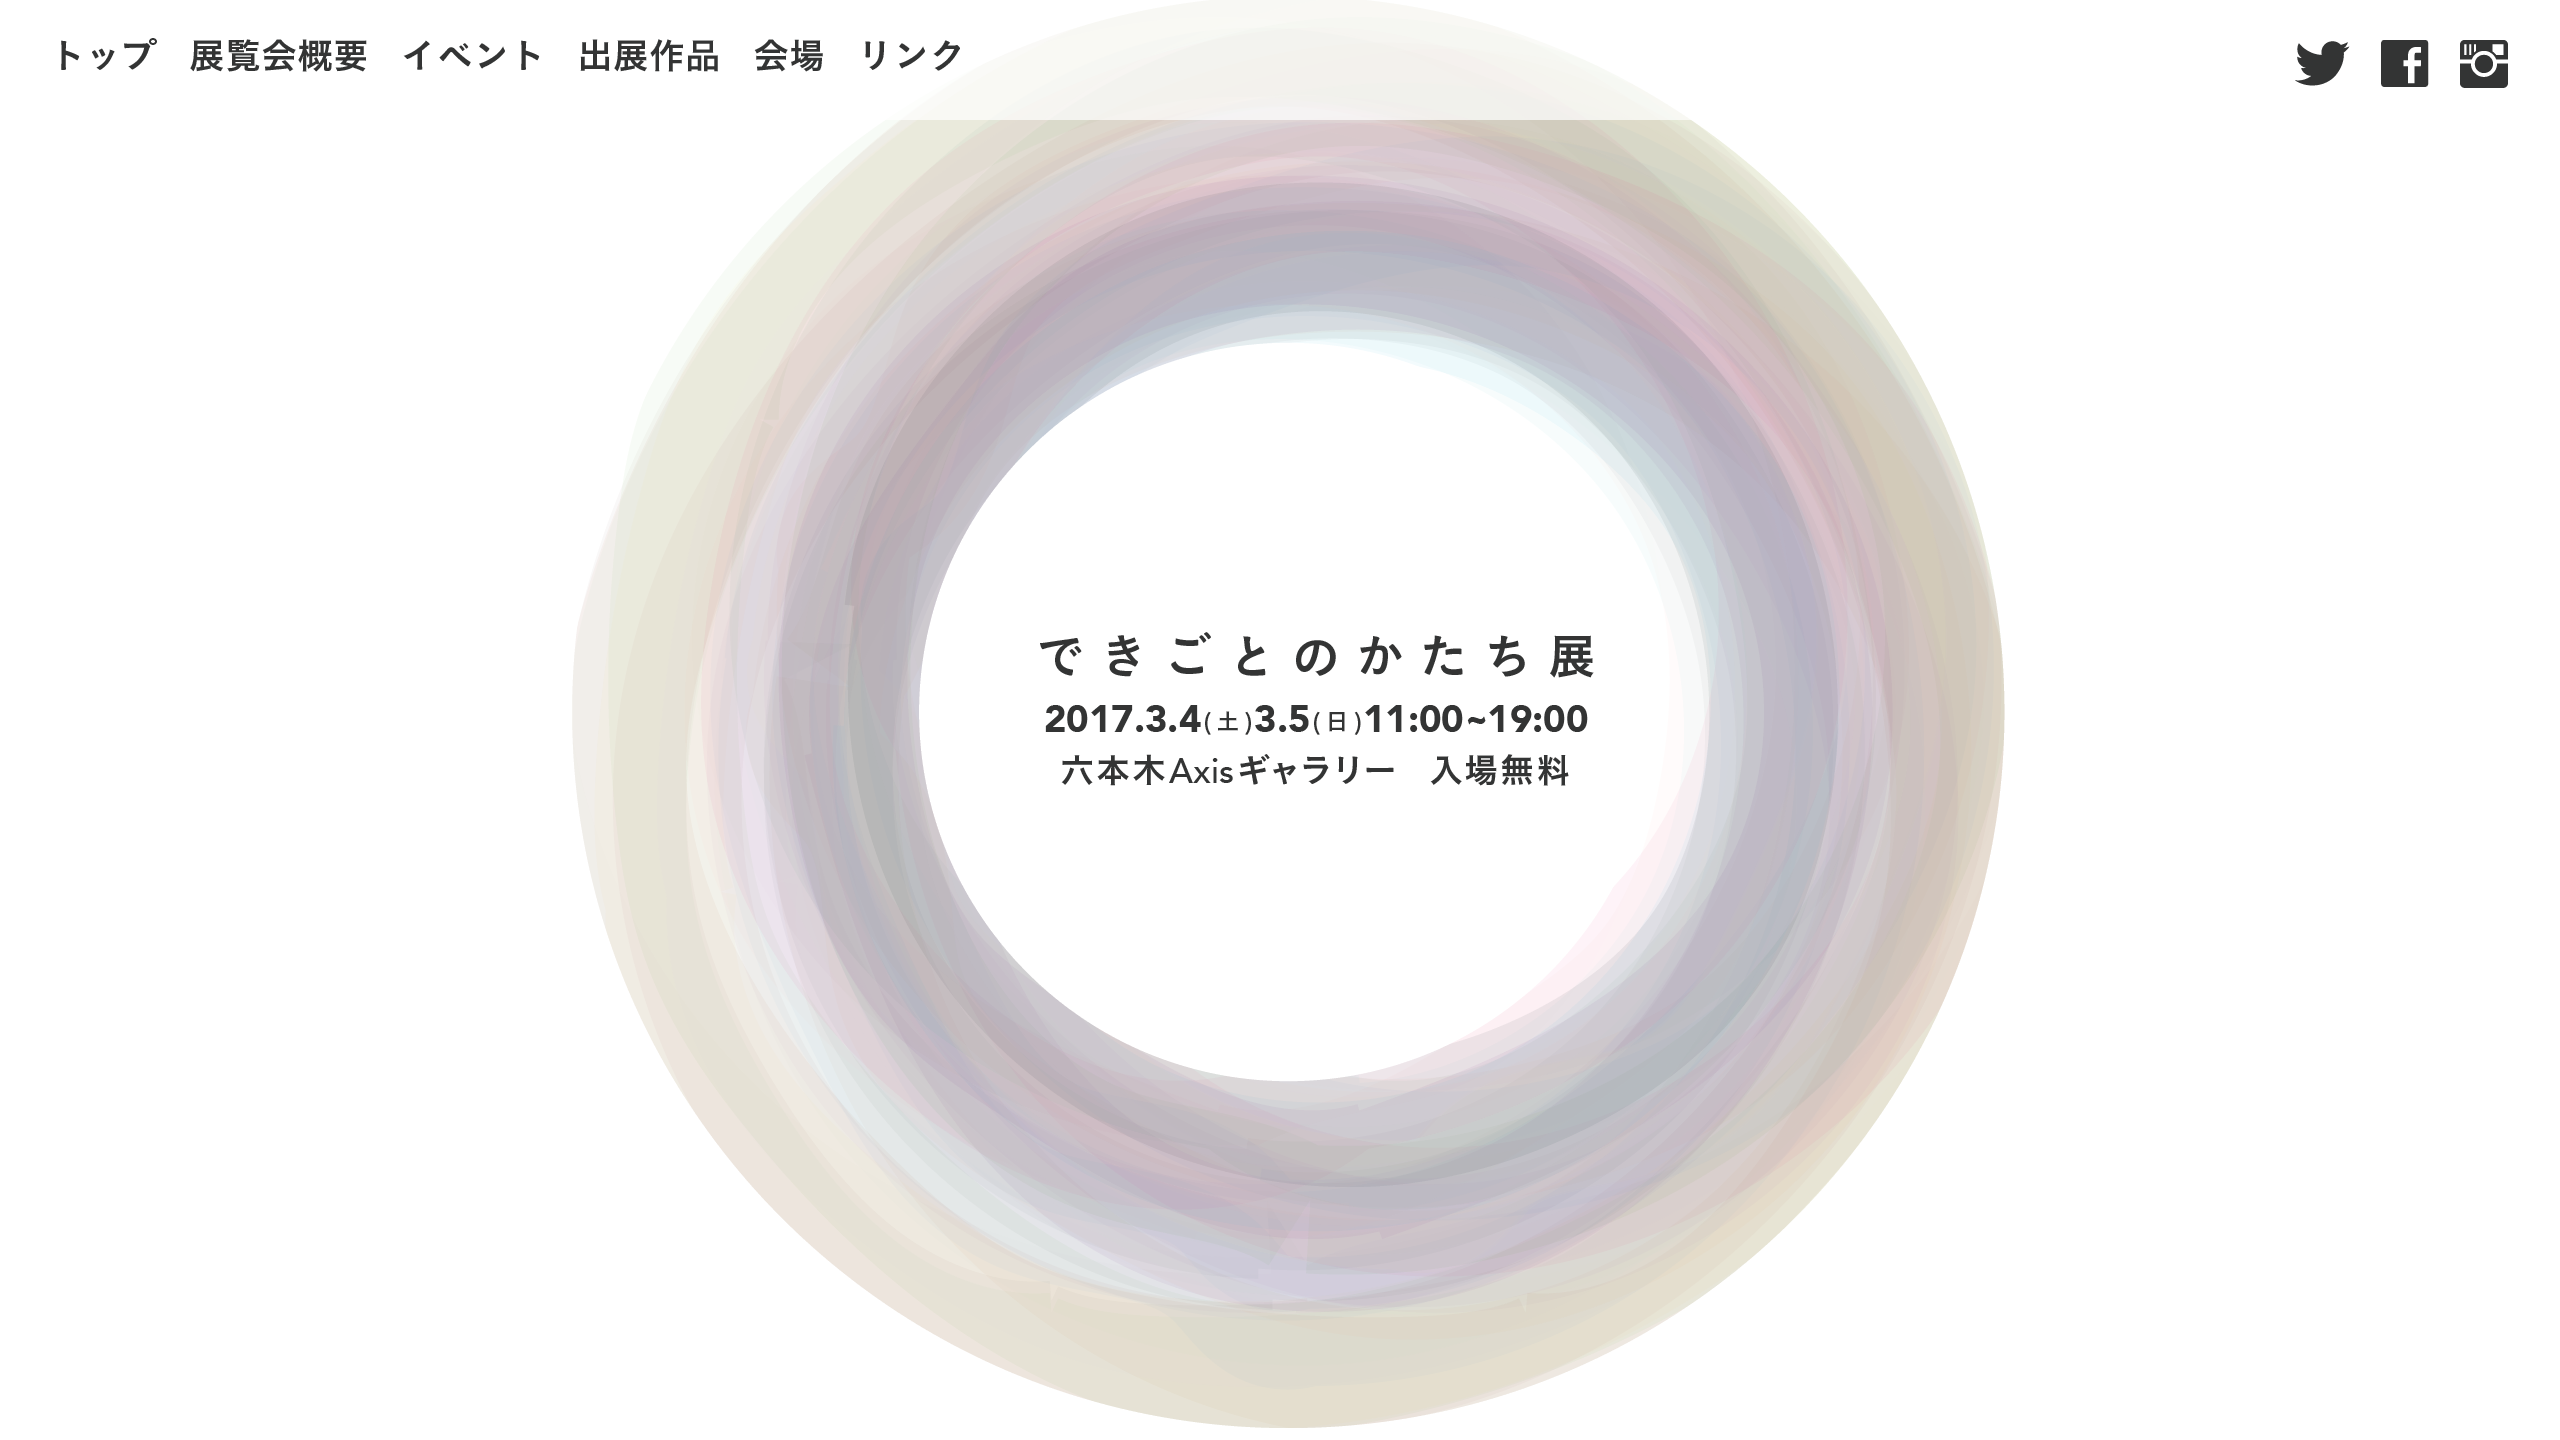 トップ 展覧会概要 イベント 出展作品 会場 リンク
できごとのかたち展
2017.3.4(土)3.5(日)11:00~19:00
六本木Axisギャラリー　入場無料